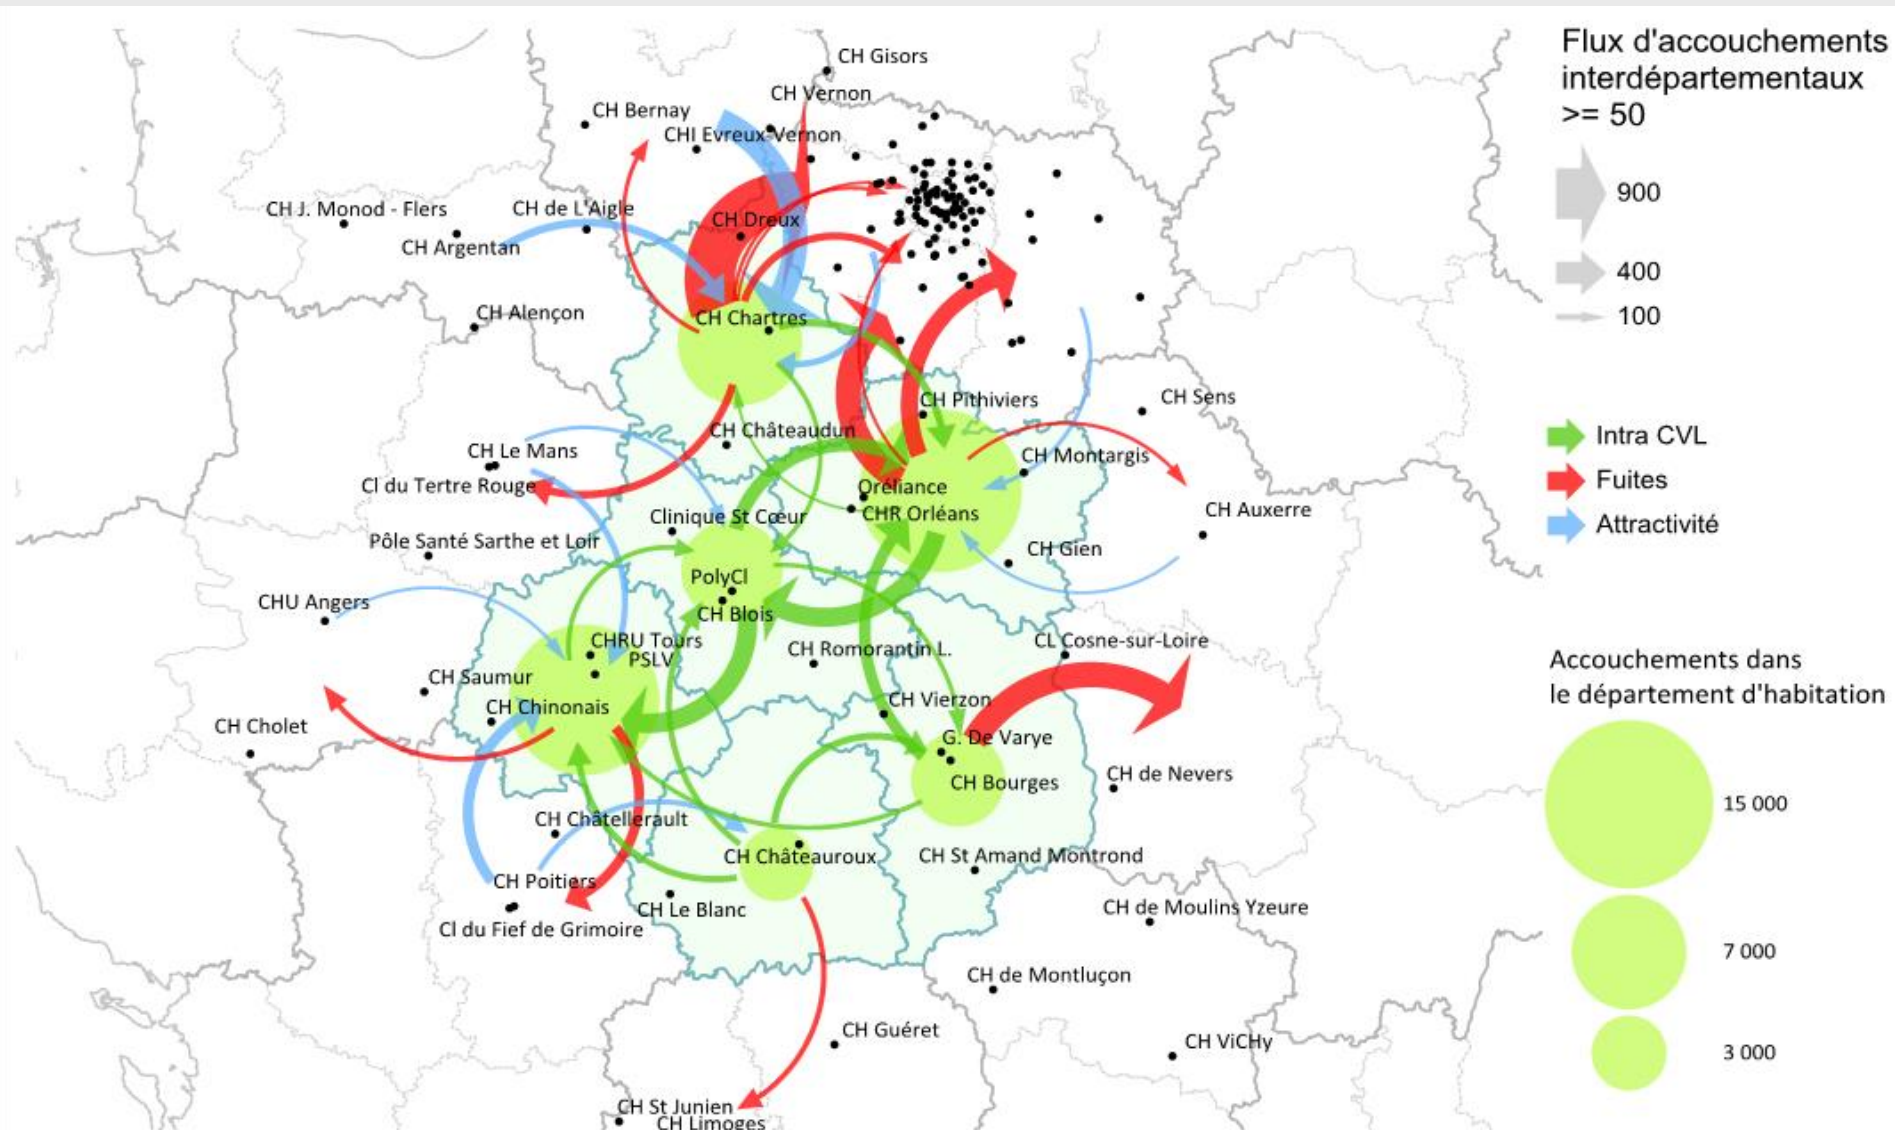 Flux d'accouchements
interdépartementaux
>= 50
900
400
100
Intra CVL
Fuites
Attractivité
Accouchements dans
le département d'habitation
15 000
7 000
3 000
CH Gisors
CH Vernon
CH Bernay
CHI Evreux-Vernon
CH J. Monod - Flers
CH de L'Aigle
CH Dreux
CH Argentan
CH Alençon
CH Chartres
CH Pithiviers
CH Sens
CH Châteaudun
CH Le Mans
CH Montargis
Cl du Tertre Rouge
Oréliance
CHR Orléans
CH Auxerre
Clinique St Cœur
Pôle Santé Sarthe et Loir
CH Gien
PolyCl
CH Blois
CHU Angers
CHRU Tours
PSLV
CH Romorantin L.
CL Cosne-sur-Loire
CH Saumur
CH Vierzon
CH Chinonais
CH Cholet
G. De Varye
CH Bourges
CH de Nevers
CH Châtellerault
CH Châteauroux
CH St Amand Montrond
CH Poitiers
CH Le Blanc
Cl du Fief de Grimoire
CH de Moulins Yzeure
CH de Montluçon
CH Guéret
CH ViCHy
CH St Junien
CH Limoges